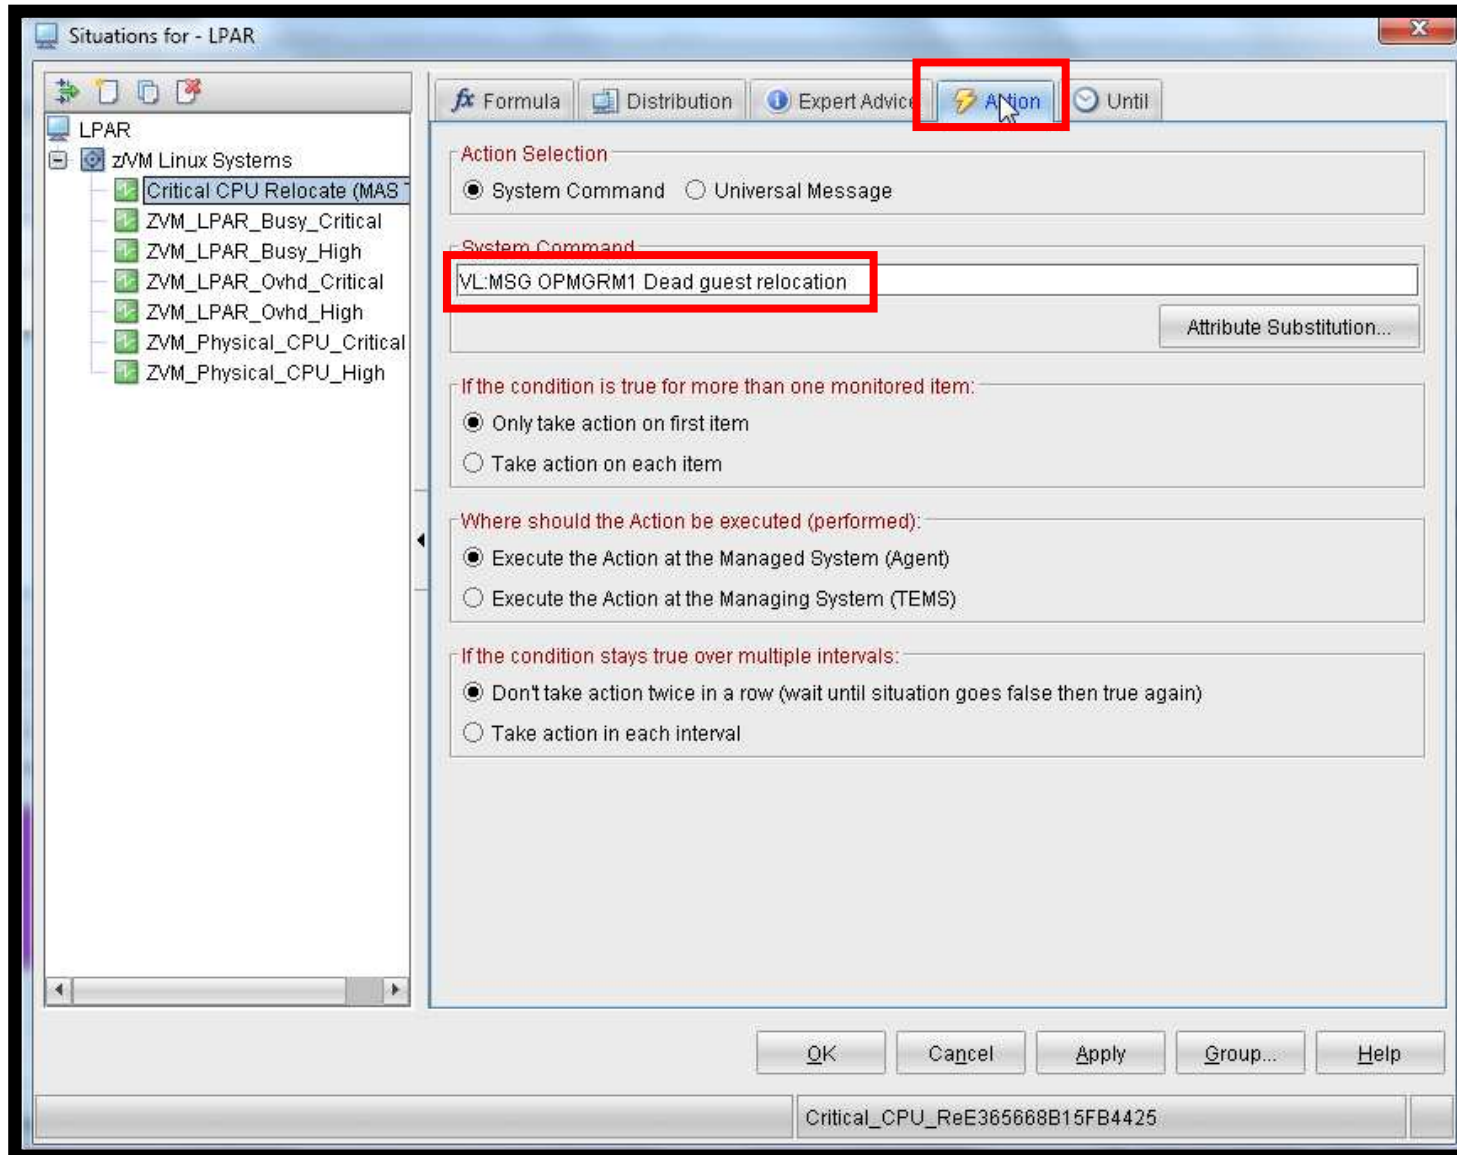 Situations for - LPAR
LPAR
z/VM Linux Systems
Critical CPU Relocate (MAS
ZVM_LPAR_Busy_Critical
ZVM_LPAR_Busy_High
ZVM_LPAR_Ovhd_Critical
ZVM_LPAR_Ovhd_High
ZVM_Physical_CPU_Critical
ZVM_Physical_CPU_High
fx Formula Distribution Expert Advice Action Until
Action Selection
System Command Universal Message
System Command
VL:MSG OPMGRM1 Dead guest relocation
Attribute Substitution...
If the condition is true for more than one monitored item:
Only take action on first item
Take action on each item
Where should the Action be executed (performed):
Execute the Action at the Managed System (Agent)
Execute the Action at the Managing System (TEMS)
If the condition stays true over multiple intervals:
Don't take action twice in a row (wait until situation goes false then true again)
Take action in each interval
OK Cancel Apply Group... Help
Critical_CPU_ReE365668B15FB4425